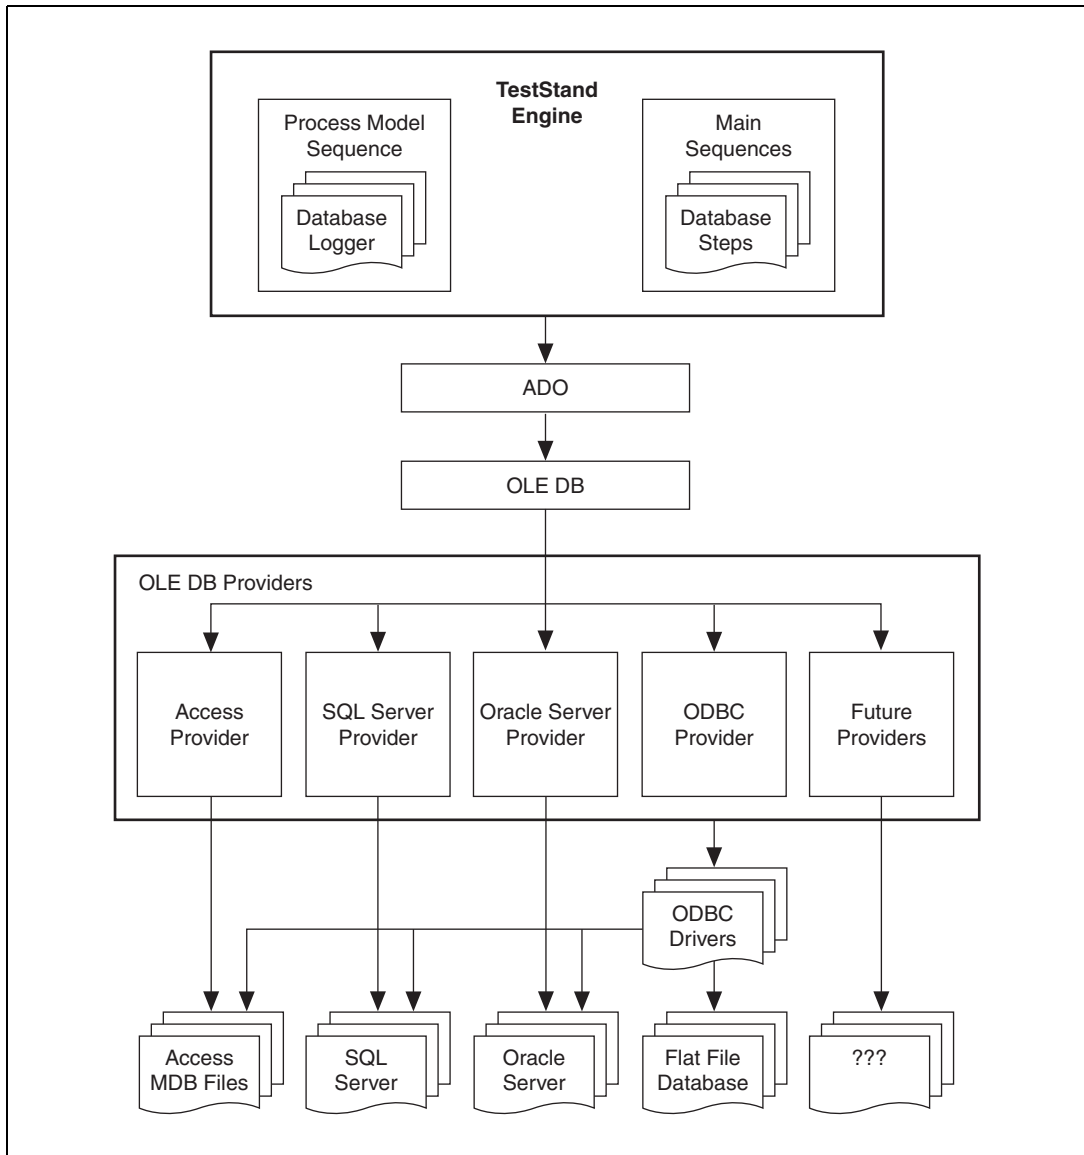 TestStand
Engine
Process Model
Sequence
Database
Logger
Main
Sequences
Database
Steps
ADO
OLE DB
OLE DB Providers
Access
Provider
SQL Server
Provider
Oracle Server
Provider
ODBC
Provider
Future
Providers
ODBC
Drivers
Access
MDB Files
SQL
Server
Oracle
Server
Flat File
Database
???